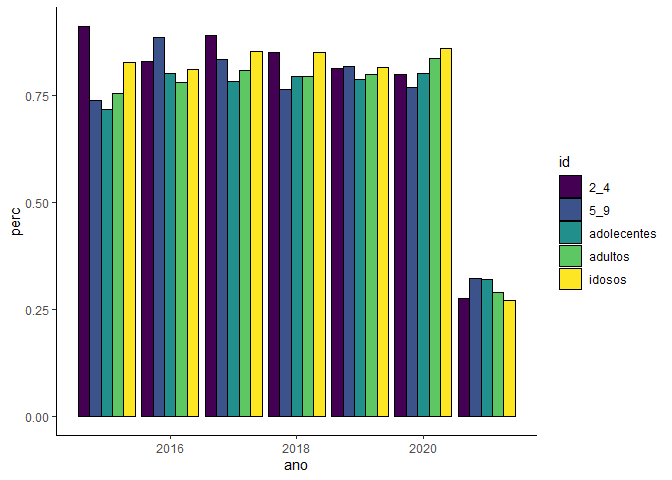 perc
0.75
0.50
0.25
0.00
2016
2018
2020
ano
id
2_4
5_9
adolecentes
adultos
idosos